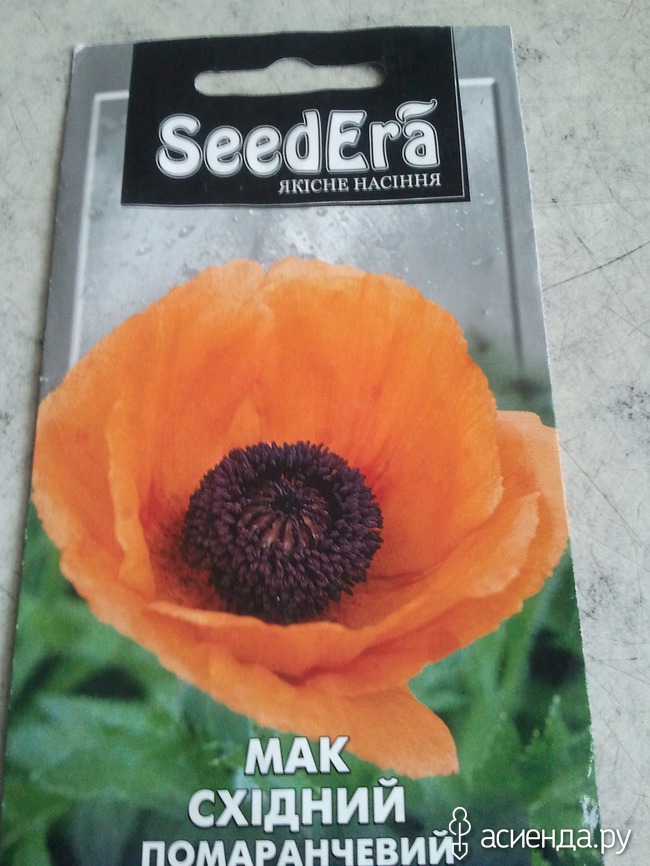 SeedEra
ЯКІСНЕ НАСІННЯ
МАК
СХІДНИЙ
ПОМАРАНЧЕВИЙ
асиенда.ру